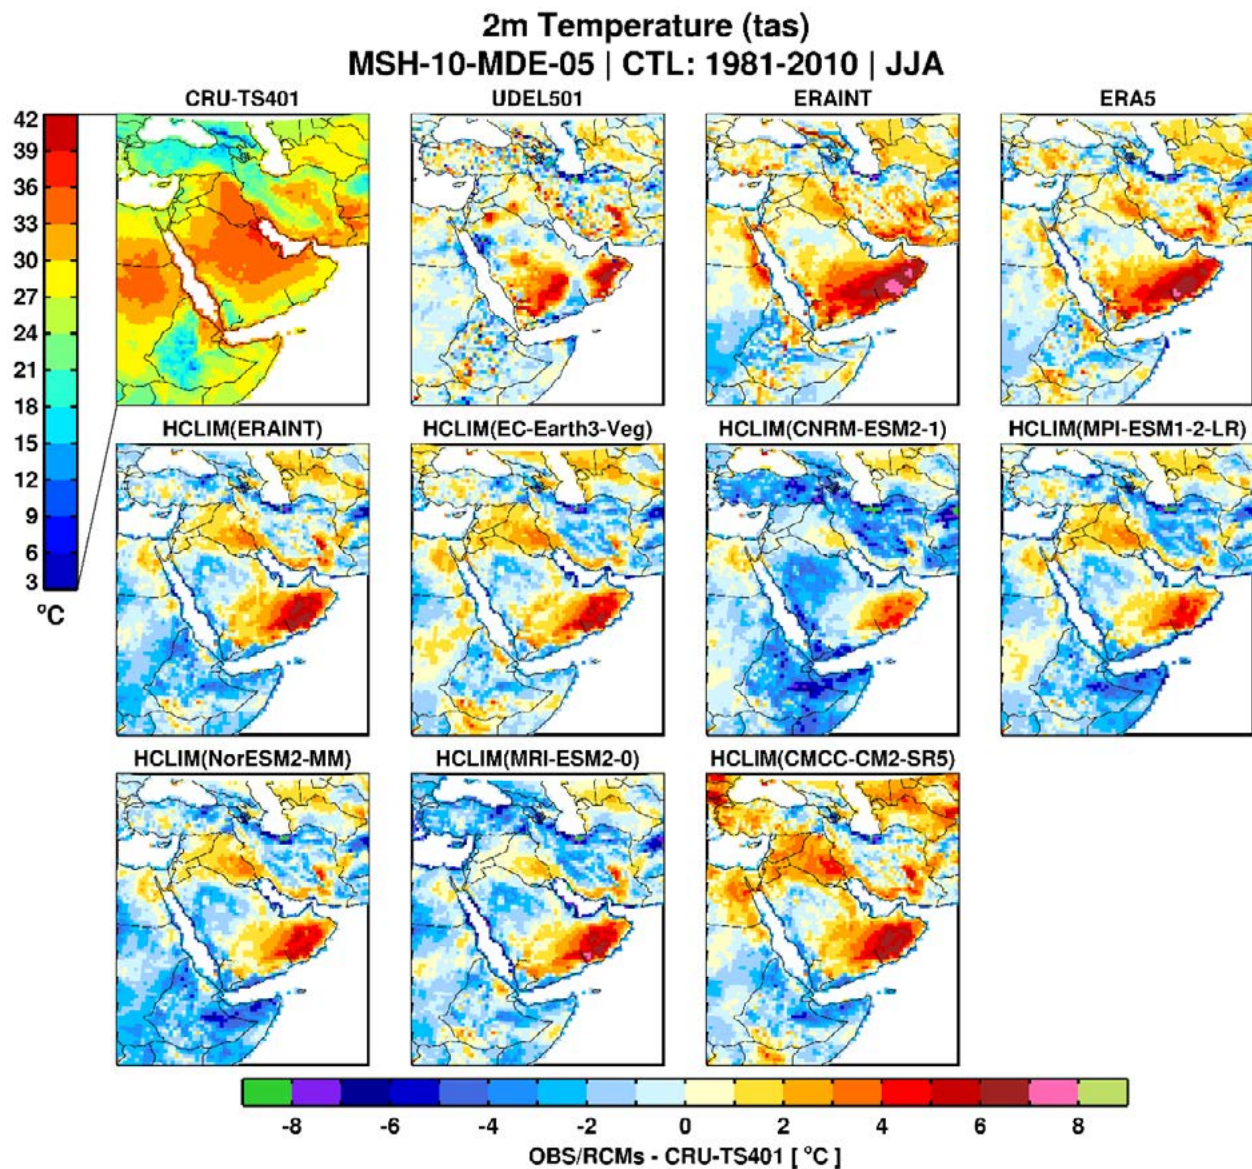 2m Temperature (tas)
MSH-10-MDE-05 | CTL: 1981-2010 | JJA
CRU-TS401
UDEL501
ERAINT
ERA5
42
39
36
33
30
27
24
21
18
15
12
9
6
3
°C
HCLIM(ERAINT)
HCLIM(EC-Earth3-Veg)
HCLIM(CNRM-ESM2-1)
HCLIM(MPI-ESM1-2-LR)
HCLIM(NorESM2-MM)
HCLIM(MRI-ESM2-0)
HCLIM(CMCC-CM2-SR5)
-8 -6 -4 -2 0 2 4 6 8
OBS/RCMs - CRU-TS401 [ °C ]